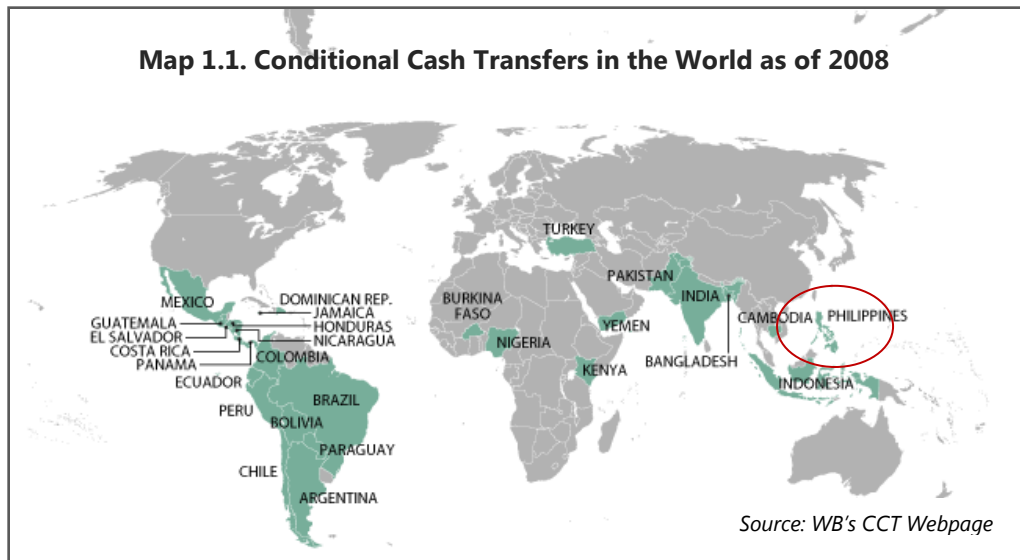 Map 1.1. Conditional Cash Transfers in the World as of 2008
TURKEY
PAKISTAN
MEXICO
DOMINICAN REP.
JAMAICA
BURKINA
FASO
INDIA
CAMBODIA
PHILIPPINES
GUATEMALA
HONDURAS
YEMEN
EL SALVADOR
NICARAGUA
NIGERIA
COSTA RICA
COLOMBIA
BANGLADESH
PANAMA
KENYA
ECUADOR
INDONESIA
BRAZIL
PERU
BOLIVIA
PARAGUAY
CHILE
ARGENTINA
Source: WB's CCT Webpage